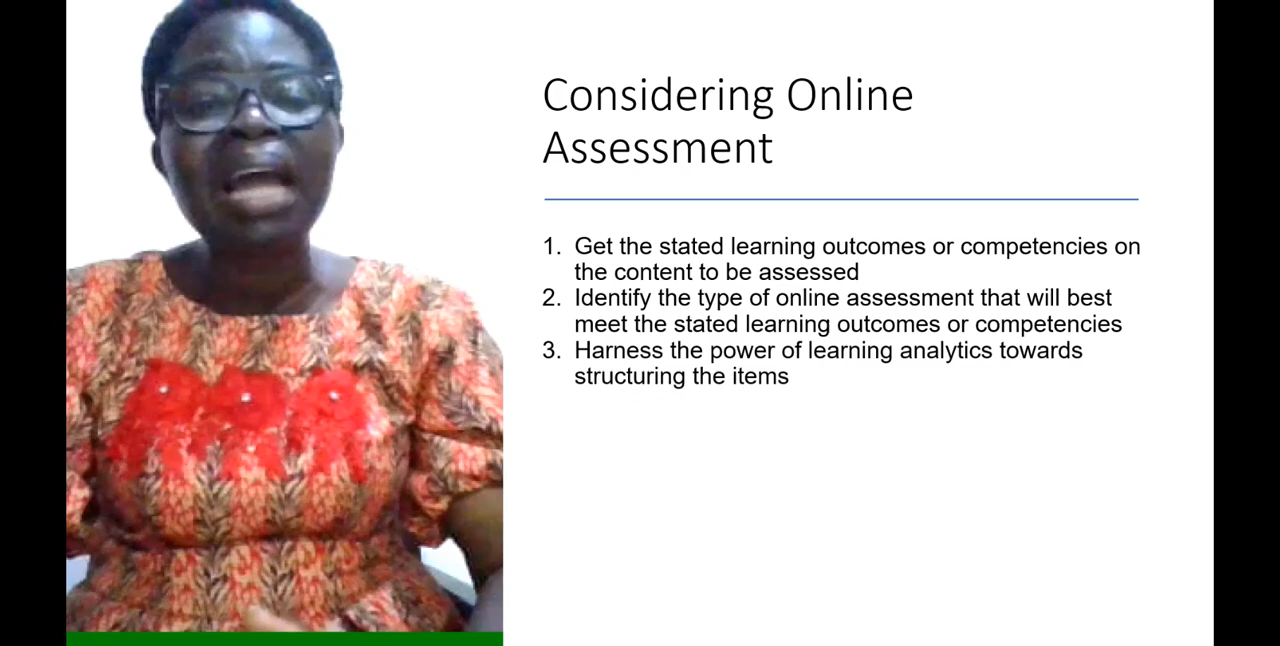 Considering Online
Assessment
1. Get the stated learning outcomes or competencies on
the content to be assessed
2. Identify the type of online assessment that will best
meet the stated learning outcomes or competencies
3. Harness the power of learning analytics towards
structuring the items